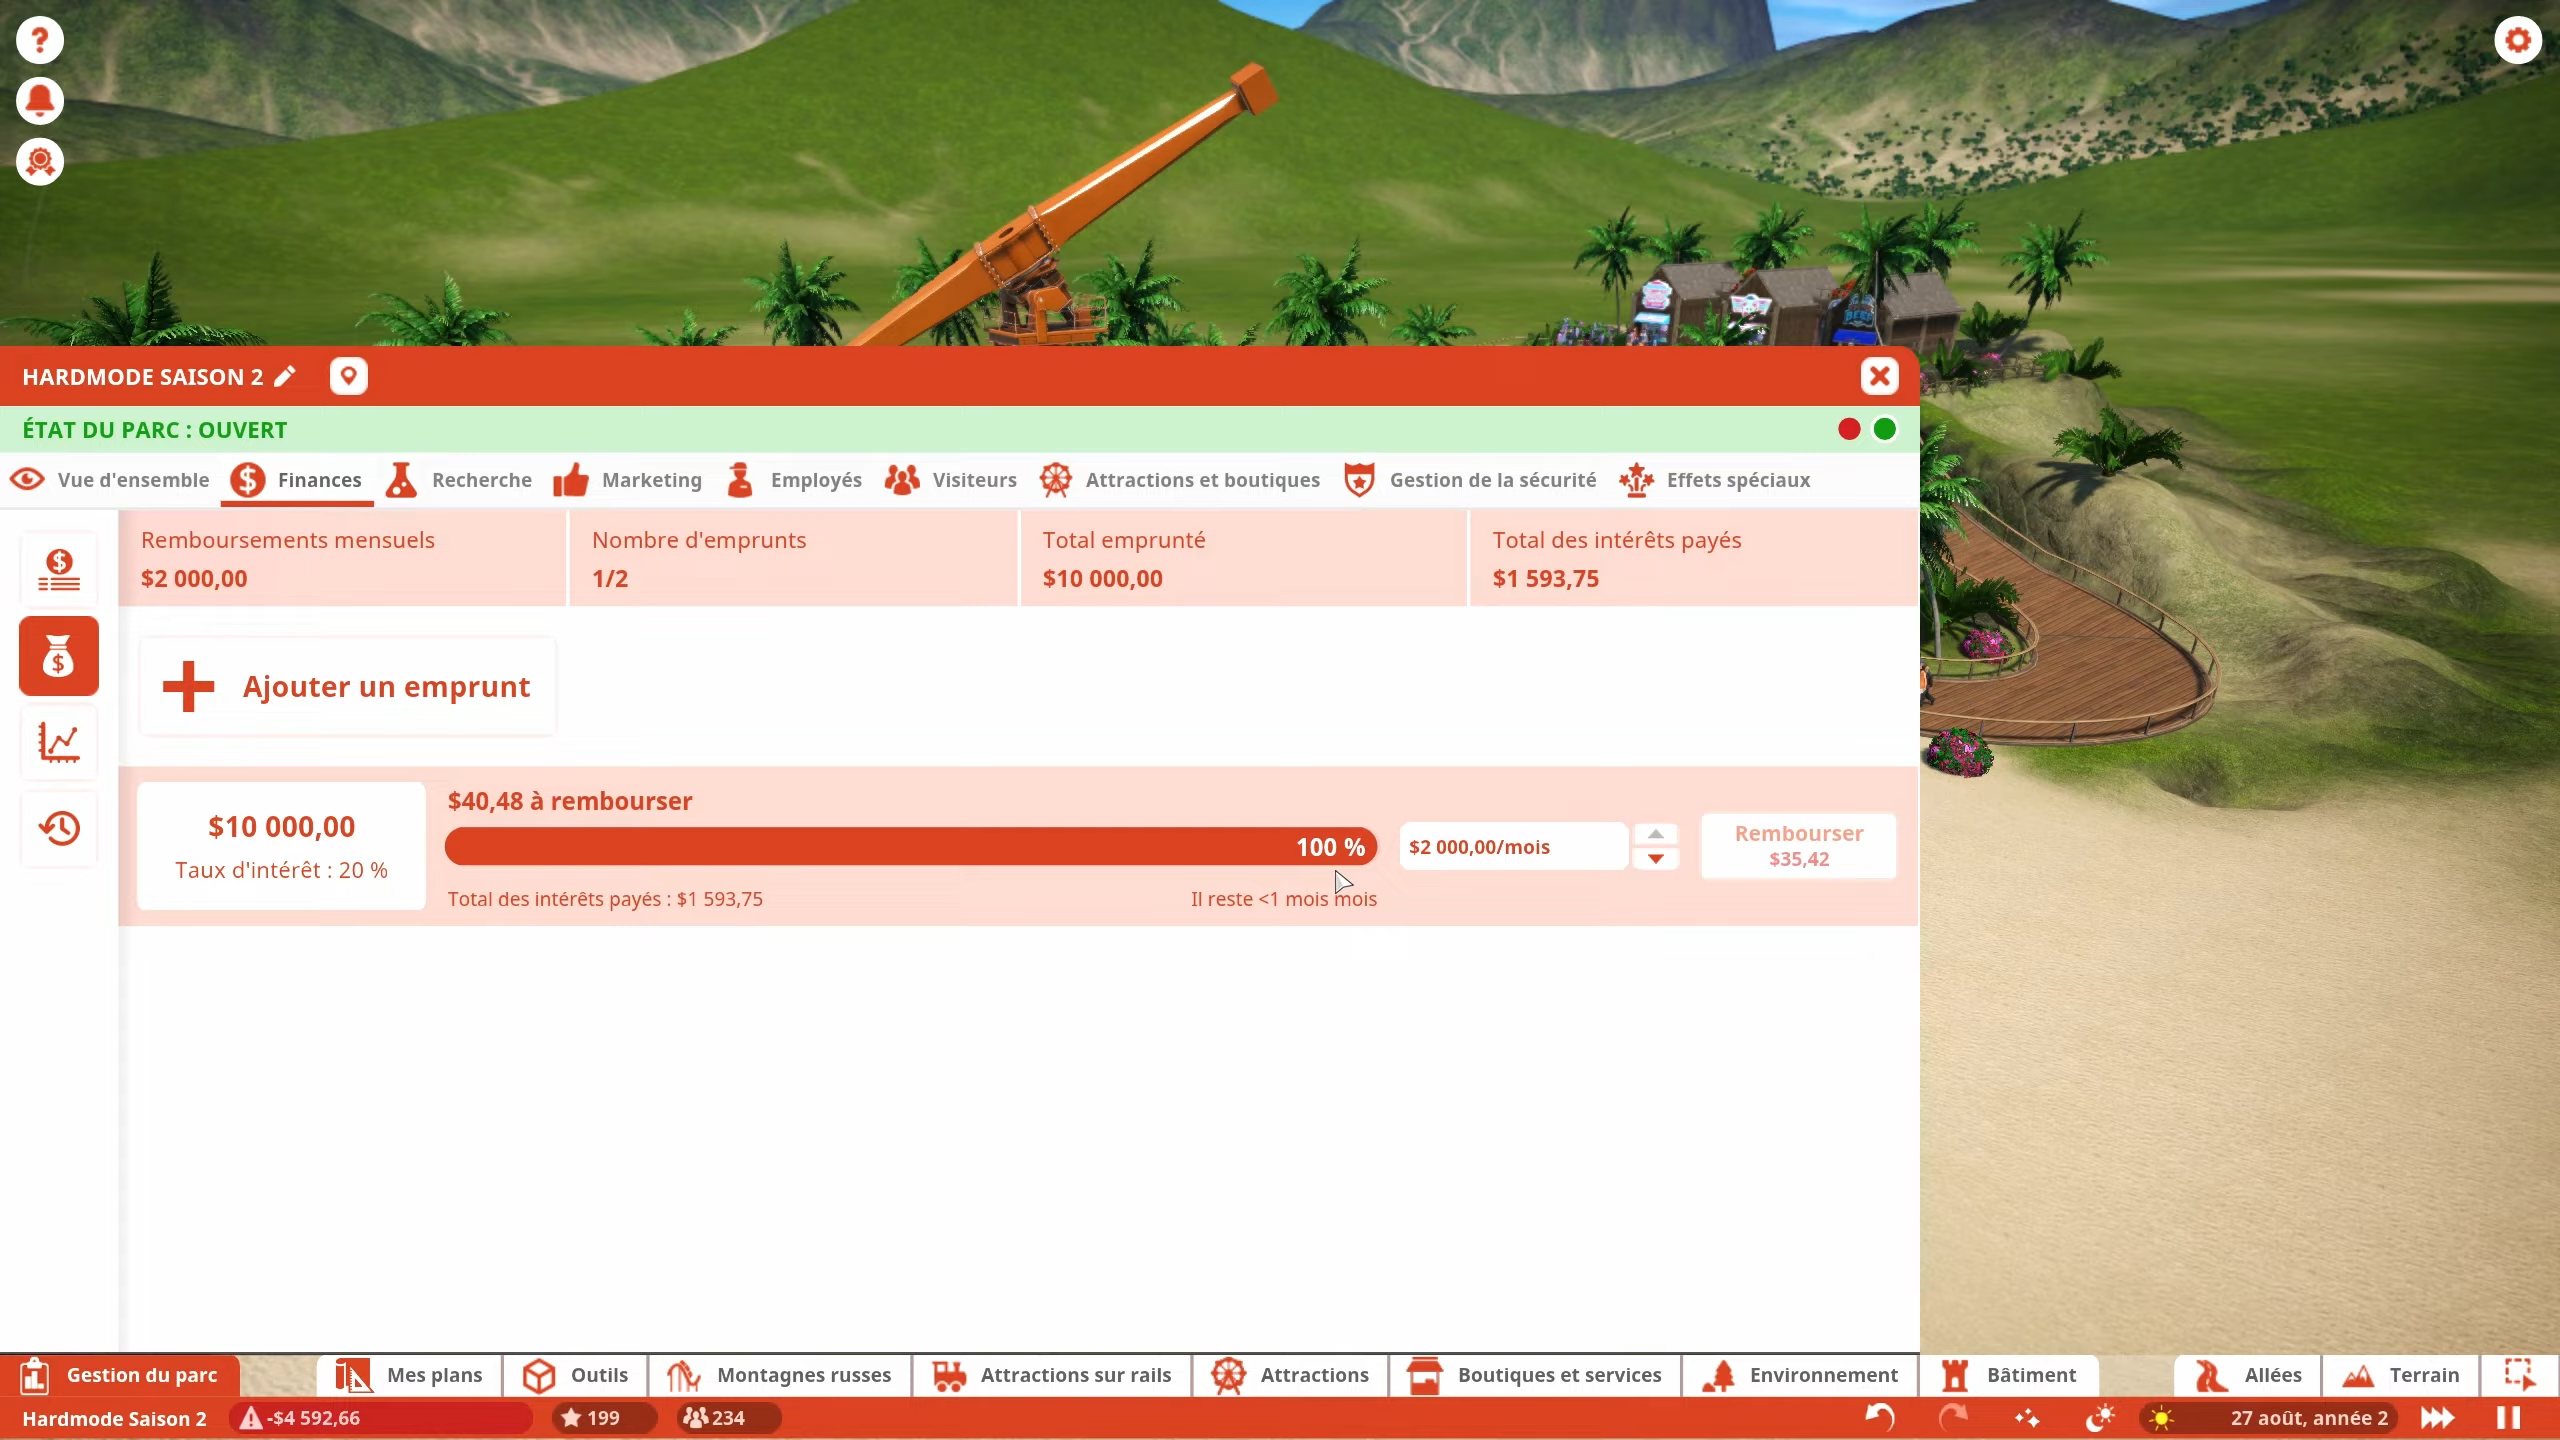 HARDMODE SAISON 2
ÉTAT DU PARC : OUVERT
Vue d'ensemble
Finances
Recherche
Marketing
Employés
Visiteurs
Attractions et boutiques
Gestion de la sécurité
Effets spéciaux
Remboursements mensuels
$2 000,00
Nombre d'emprunts
1/2
Total emprunté
$10 000,00
Total des intérêts payés
$1 593,75
Ajouter un emprunt
$10 000,00
Taux d'intérêt : 20 %
$40,48 à rembourser
100 %
Total des intérêts payés : $1 593,75
Il reste <1 mois mois
$2 000,00/mois
Rembourser
$35,42
Gestion du parc
Mes plans
Outils
Montagnes russes
Attractions sur rails
Attractions
Boutiques et services
Environnement
Bâtiment
Allées
Terrain
Hardmode Saison 2
-$4 592,66
199
234
27 août, année 2